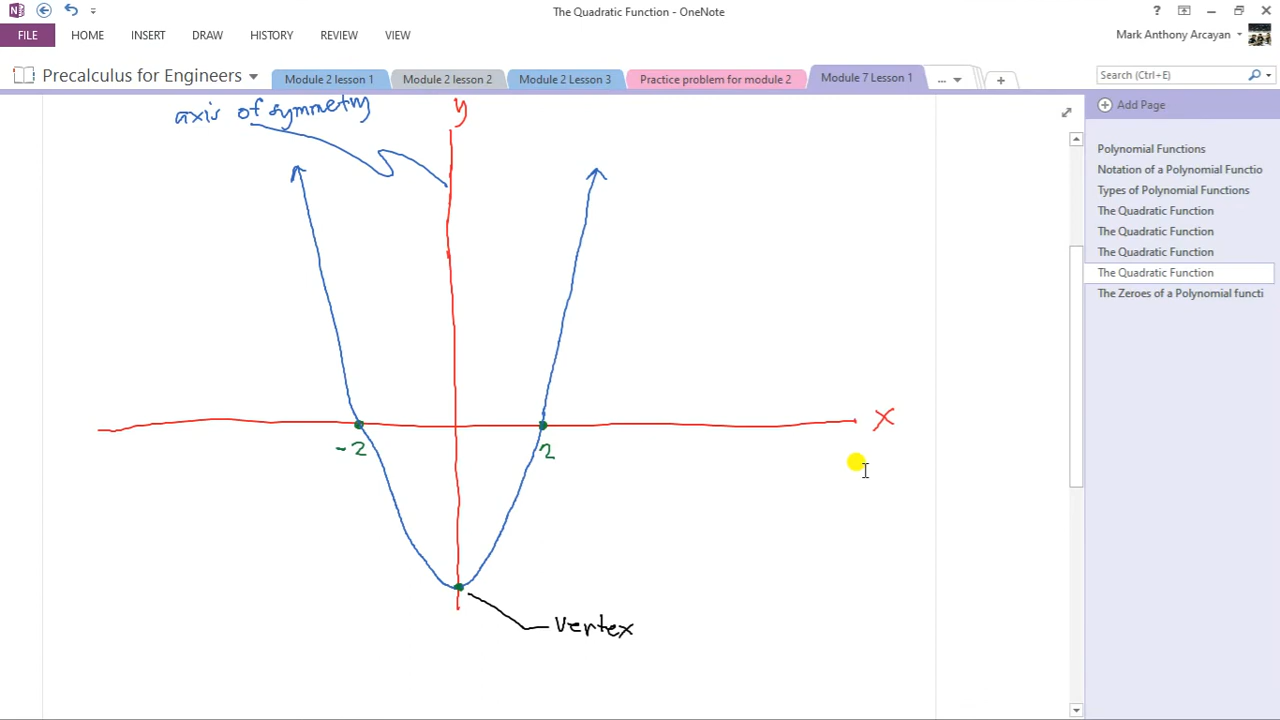 The Quadratic Function - OneNote
?
FILE HOME INSERT DRAW HISTORY REVIEW VIEW
Mark Anthony Arcayan
Precalculus for Engineers
Module 2 lesson 1
Module 2 lesson 2
Module 2 Lesson 3
Practice problem for module 2
Module 7 Lesson 1
...
Search (Ctrl+E)
Add Page
Polynomial Functions
Notation of a Polynomial Functio
Types of Polynomial Functions
The Quadratic Function
The Quadratic Function
The Quadratic Function
The Quadratic Function
The Zeroes of a Polynomial functi
axis of symmetry
y
x
-2
2
vertex